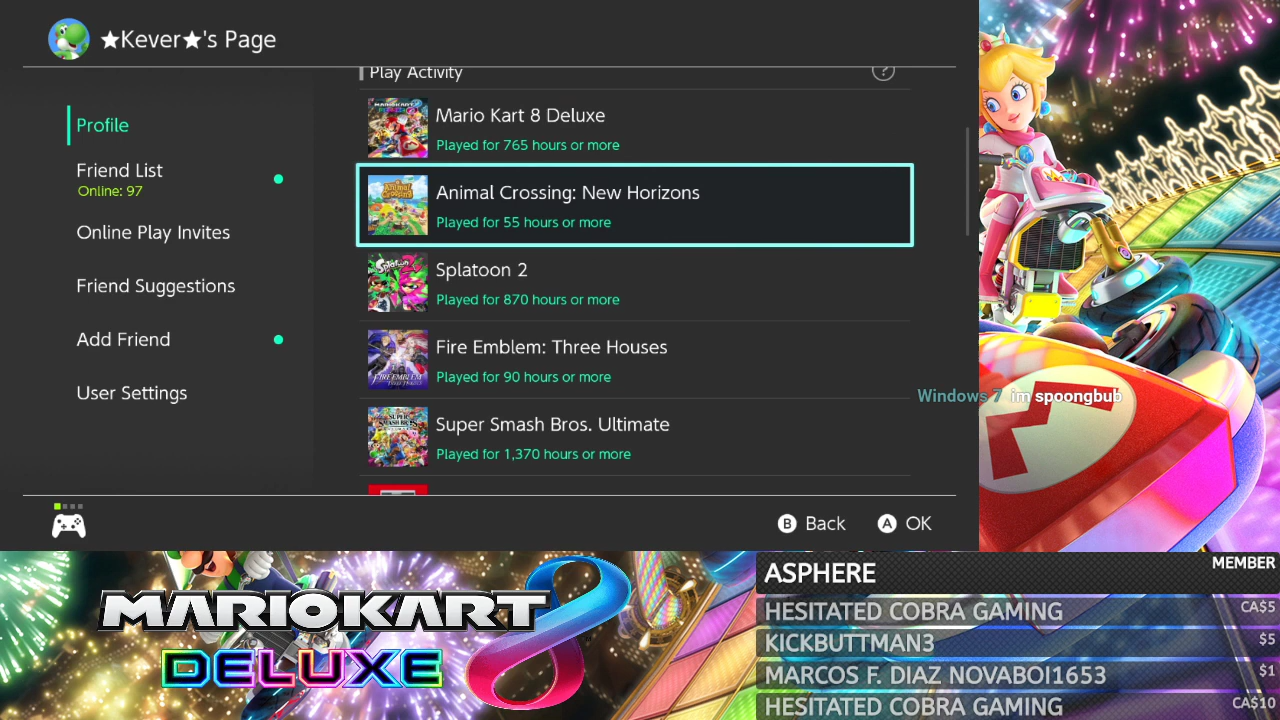 ★Kever★'s Page
Play Activity
?
Profile
Friend List
Online: 97
Online Play Invites
Friend Suggestions
Add Friend
User Settings
Mario Kart 8 Deluxe
Played for 765 hours or more
Animal Crossing: New Horizons
Played for 55 hours or more
Splatoon 2
Played for 870 hours or more
Fire Emblem: Three Houses
Played for 90 hours or more
Super Smash Bros. Ultimate
Played for 1,370 hours or more
Windows 7 im spoongbub
B Back A OK
MARIOKART 8
DELUXE
ASPHERE MEMBER
HESITATED COBRA GAMING CA$5
KICKBUTTMAN3 $5
MARCOS F. DIAZ NOVABOI1653 $1
HESITATED COBRA GAMING CA$10